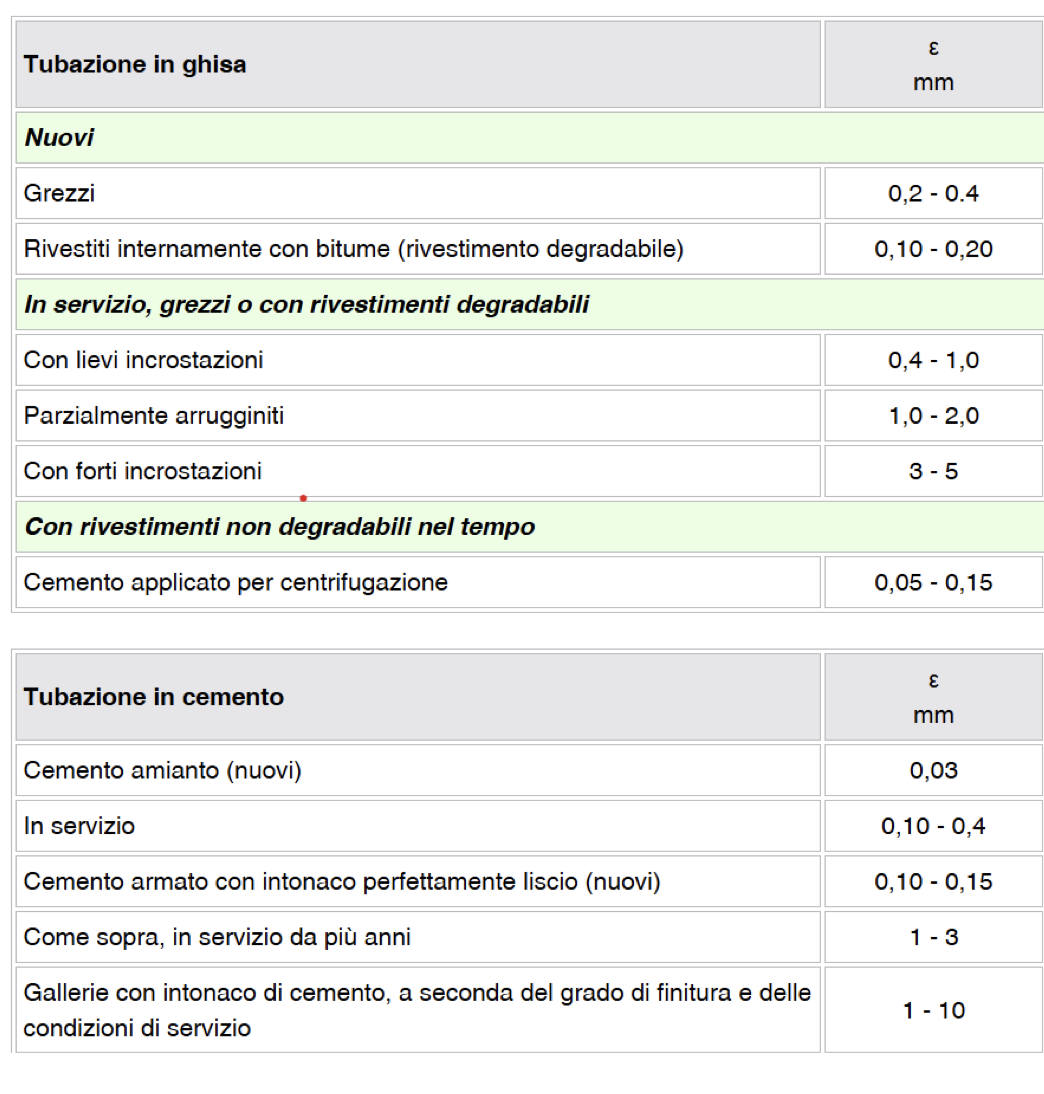 Tubazione in ghisa
ε
mm
Nuovi
Grezzi
0,2 - 0.4
Rivestiti internamente con bitume (rivestimento degradabile)
0,10 - 0,20
In servizio, grezzi o con rivestimenti degradabili
Con lievi incrostazioni
0,4 - 1,0
Parzialmente arrugginiti
1,0 - 2,0
Con forti incrostazioni
3 - 5
Con rivestimenti non degradabili nel tempo
Cemento applicato per centrifugazione
0,05 - 0,15
Tubazione in cemento
ε
mm
Cemento amianto (nuovi)
0,03
In servizio
0,10 - 0,4
Cemento armato con intonaco perfettamente liscio (nuovi)
0,10 - 0,15
Come sopra, in servizio da più anni
1 - 3
Gallerie con intonaco di cemento, a seconda del grado di finitura e delle
condizioni di servizio
1 - 10